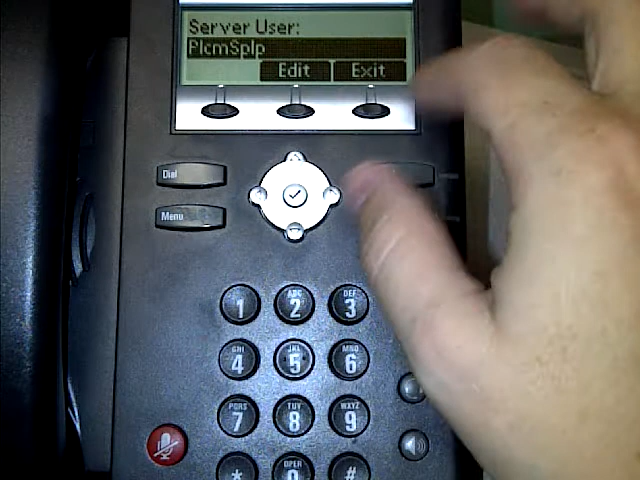 Server User:
PlcmSpIp
Edit Exit
Dial
Menu
1
ABC
2
DEF
3
GHI
4
JKL
5
MNO
6
PQRS
7
TUV
8
WXYZ
9
*
OPER
0
#